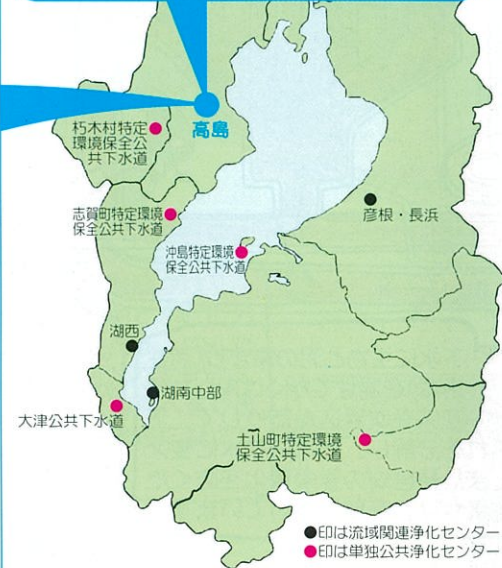 高島
朽木村特定
環境保全公
共下水道
志賀町特定環境
保全公共下水道
沖島特定環境
保全公共下水道
彦根・長浜
湖西
湖南中部
大津公共下水道
土山町特定環境
保全公共下水道
●印は流域関連浄化センター
●印は単独公共浄化センター